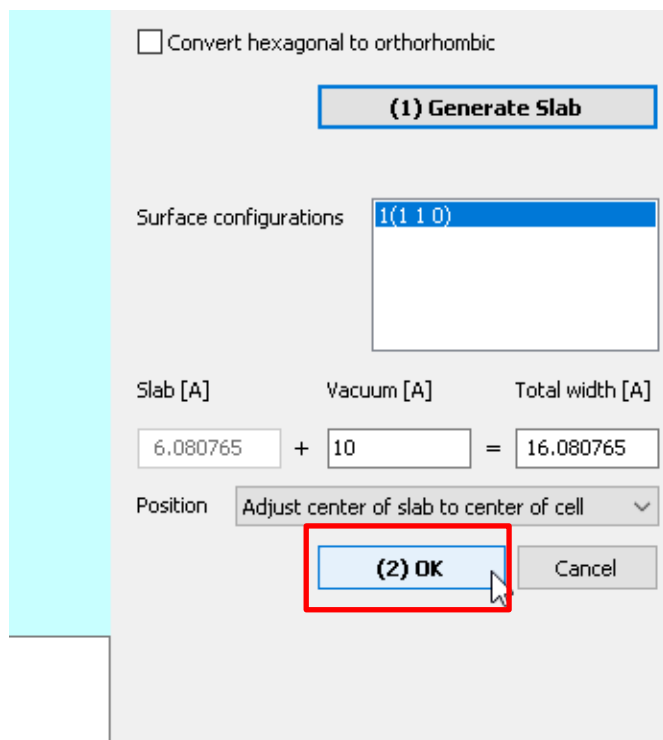 Convert hexagonal to orthorhombic
(1) Generate Slab
Surface configurations
1(1 1 0)
Slab [A] Vacuum [A] Total width [A]
6.080765 + 10 = 16.080765
Position Adjust center of slab to center of cell
(2) OK Cancel